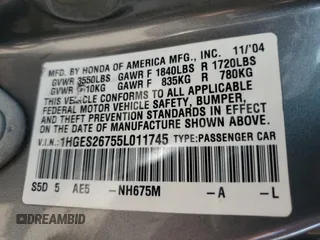 MFD. BY HONDA OF AMERICA MFG., INC. 11/'04
GVWR 3550LBS GAWR F 1840LBS R 1720LBS
GVWR 10KG GAWR F 835KG R 780KG
THIS VEHICLE CONFORMS TO ALL APPLICABLE
FEDERAL MOTOR VEHICLE SAFETY, BUMPER,
AND THEFT PREVENTION STANDARDS IN EFFECT
ON THE DATE OF MANUFACTURE SHOWN ABOVE.
V.I.N: 1HGES26755L011745 TYPE: PASSENGER CAR
S5D 5 AE5 -NH675M -A -L
DREAMBID